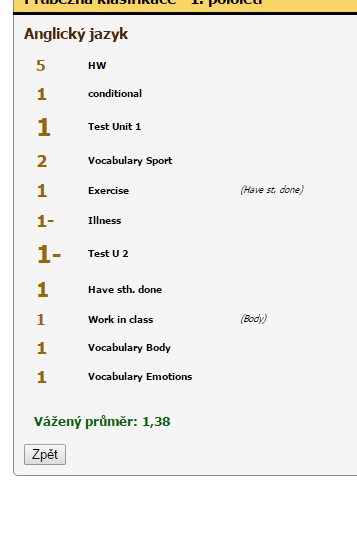 Průběžná klasifikace - 1. pololetí
Anglický jazyk
5 HW
1 conditional
1 Test Unit 1
2 Vocabulary Sport
1 Exercise (Have st. done)
1- Illness
1- Test U 2
1 Have sth. done
1 Work in class (Body)
1 Vocabulary Body
1 Vocabulary Emotions
Vážený průměr: 1,38
Zpět